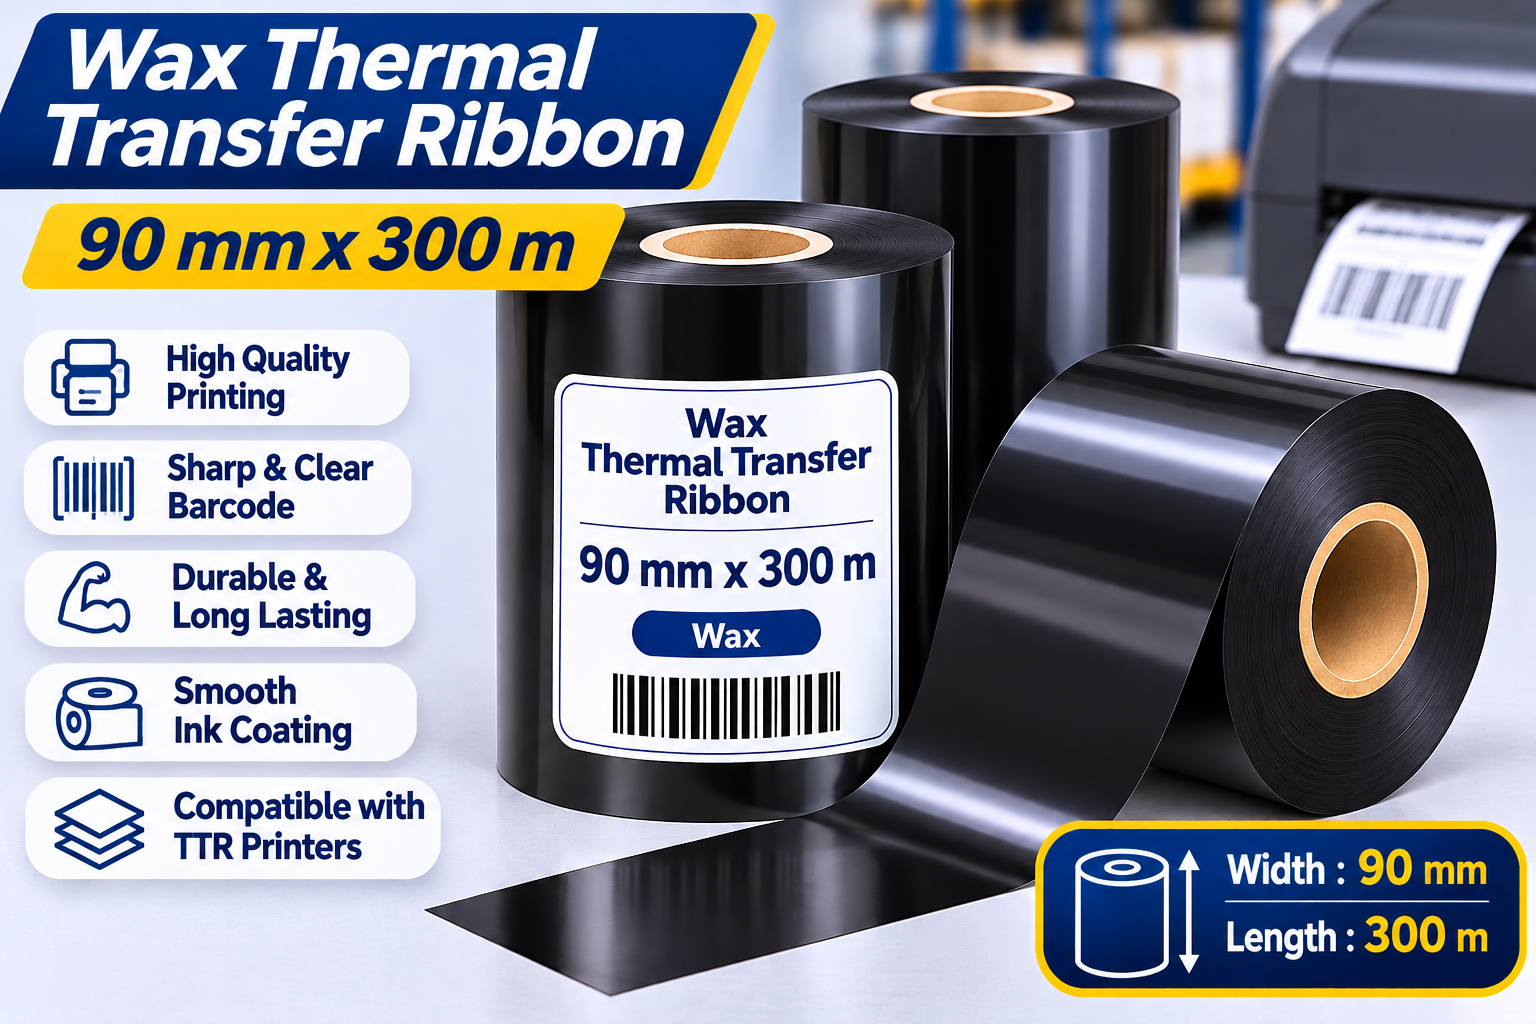 Wax Thermal
Transfer Ribbon
90 mm x 300 m
High Quality
Printing
Sharp & Clear
Barcode
Durable &
Long Lasting
Smooth
Ink Coating
Compatible with
TTR Printers
Wax
Thermal Transfer
Ribbon
90 mm x 300 m
Wax
Width : 90 mm
Length : 300 m